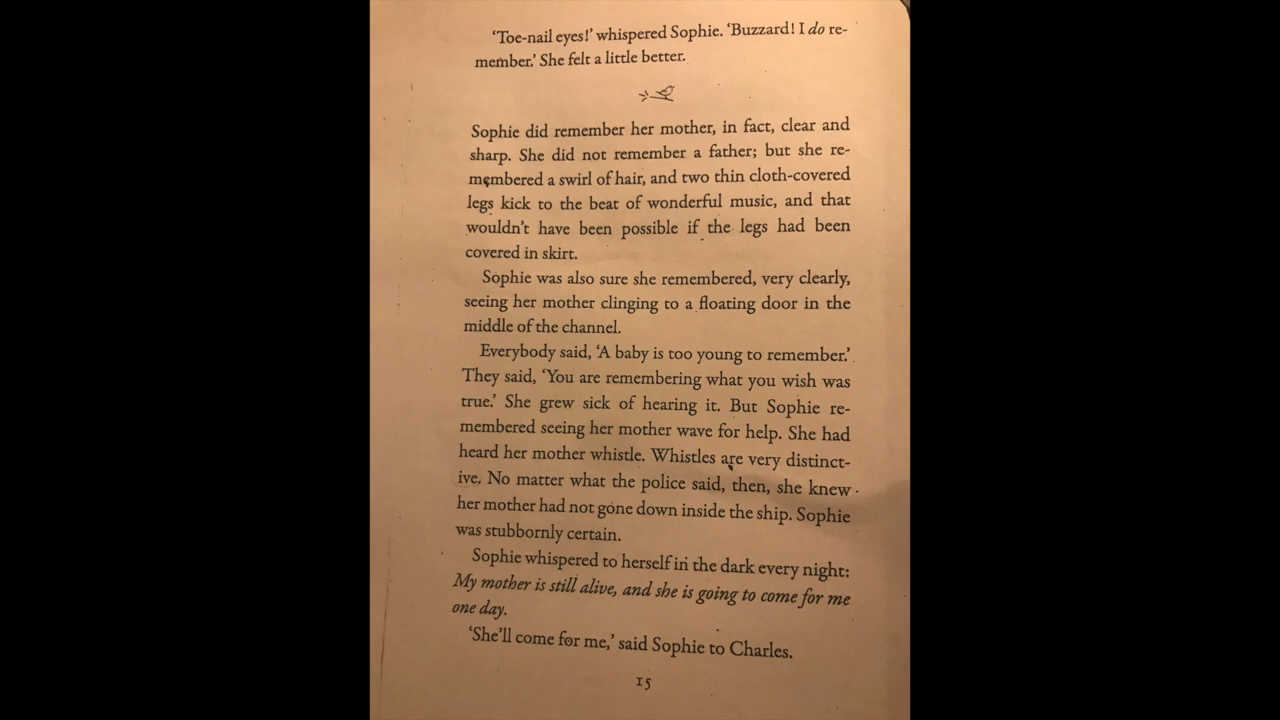 ‘Toe-nail eyes!’ whispered Sophie. ‘Buzzard! I do re-
member.’ She felt a little better.
Sophie did remember her mother, in fact, clear and
sharp. She did not remember a father; but she re-
membered a swirl of hair, and two thin cloth-covered
legs kick to the beat of wonderful music, and that
wouldn’t have been possible if the legs had been
covered in skirt.
Sophie was also sure she remembered, very clearly,
seeing her mother clinging to a floating door in the
middle of the channel.
Everybody said, ‘A baby is too young to remember.’
They said, ‘You are remembering what you wish was
true.’ She grew sick of hearing it. But Sophie re-
membered seeing her mother wave for help. She had
heard her mother whistle. Whistles are very distinct-
ive. No matter what the police said, then, she knew
her mother had not gone down inside the ship. Sophie
was stubbornly certain.
Sophie whispered to herself in the dark every night:
My mother is still alive, and she is going to come for me
one day.
‘She’ll come for me,’ said Sophie to Charles.
15